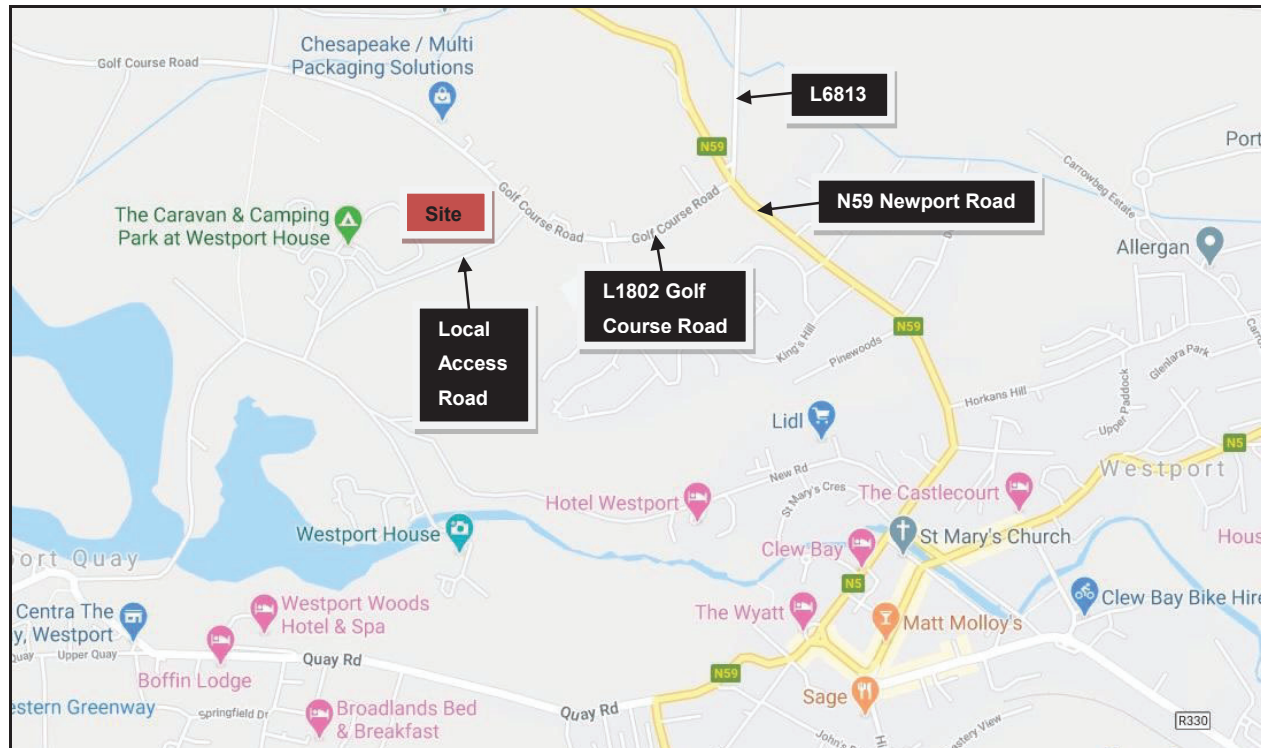 Chesapeake / Multi
Packaging Solutions
Golf Course Road
L6813
N59
Port
Carrowbeg Estate
The Caravan & Camping
Park at Westport House
Site
Golf Course Road
Golf Course Road
N59 Newport Road
Allergan
L1802 Golf
Course Road
Local
Access
Road
King's Hill
Pinewoods
N59
Glenlara Park
Upper Paddock
Horkans Hill
Lidl
N5
Westport
New Rd
St Mary's Cres
The Castlecourt
Hotel Westport
Westport House
St Mary's Church
Hous
Clew Bay
N5
ort Quay
Centra The
y, Westport
Westport Woods
Hotel & Spa
The Wyatt
Matt Molloy's
Clew Bay Bike Hire
Quay
Upper Quay
Quay Rd
Boffin Lodge
N59
Sage
estern Greenway
Springfield Dr
Broadlands Bed
& Breakfast
Quay Rd
R330
John's
Hi
stery View